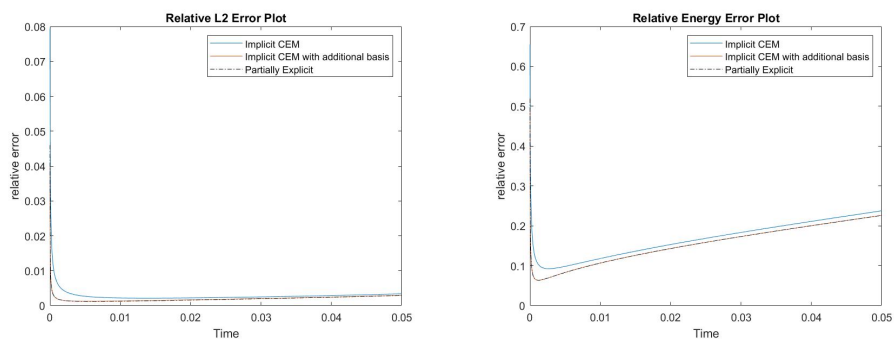 Relative L2 Error Plot
0.08
0.07
0.06
0.05
0.04
0.03
0.02
0.01
0
relative error
Implicit CEM
Implicit CEM with additional basis
Partially Explicit
0 0.01 0.02 0.03 0.04 0.05
Time
Relative Energy Error Plot
0.7
0.6
0.5
0.4
0.3
0.2
0.1
0
relative error
Implicit CEM
Implicit CEM with additional basis
Partially Explicit
0 0.01 0.02 0.03 0.04 0.05
Time